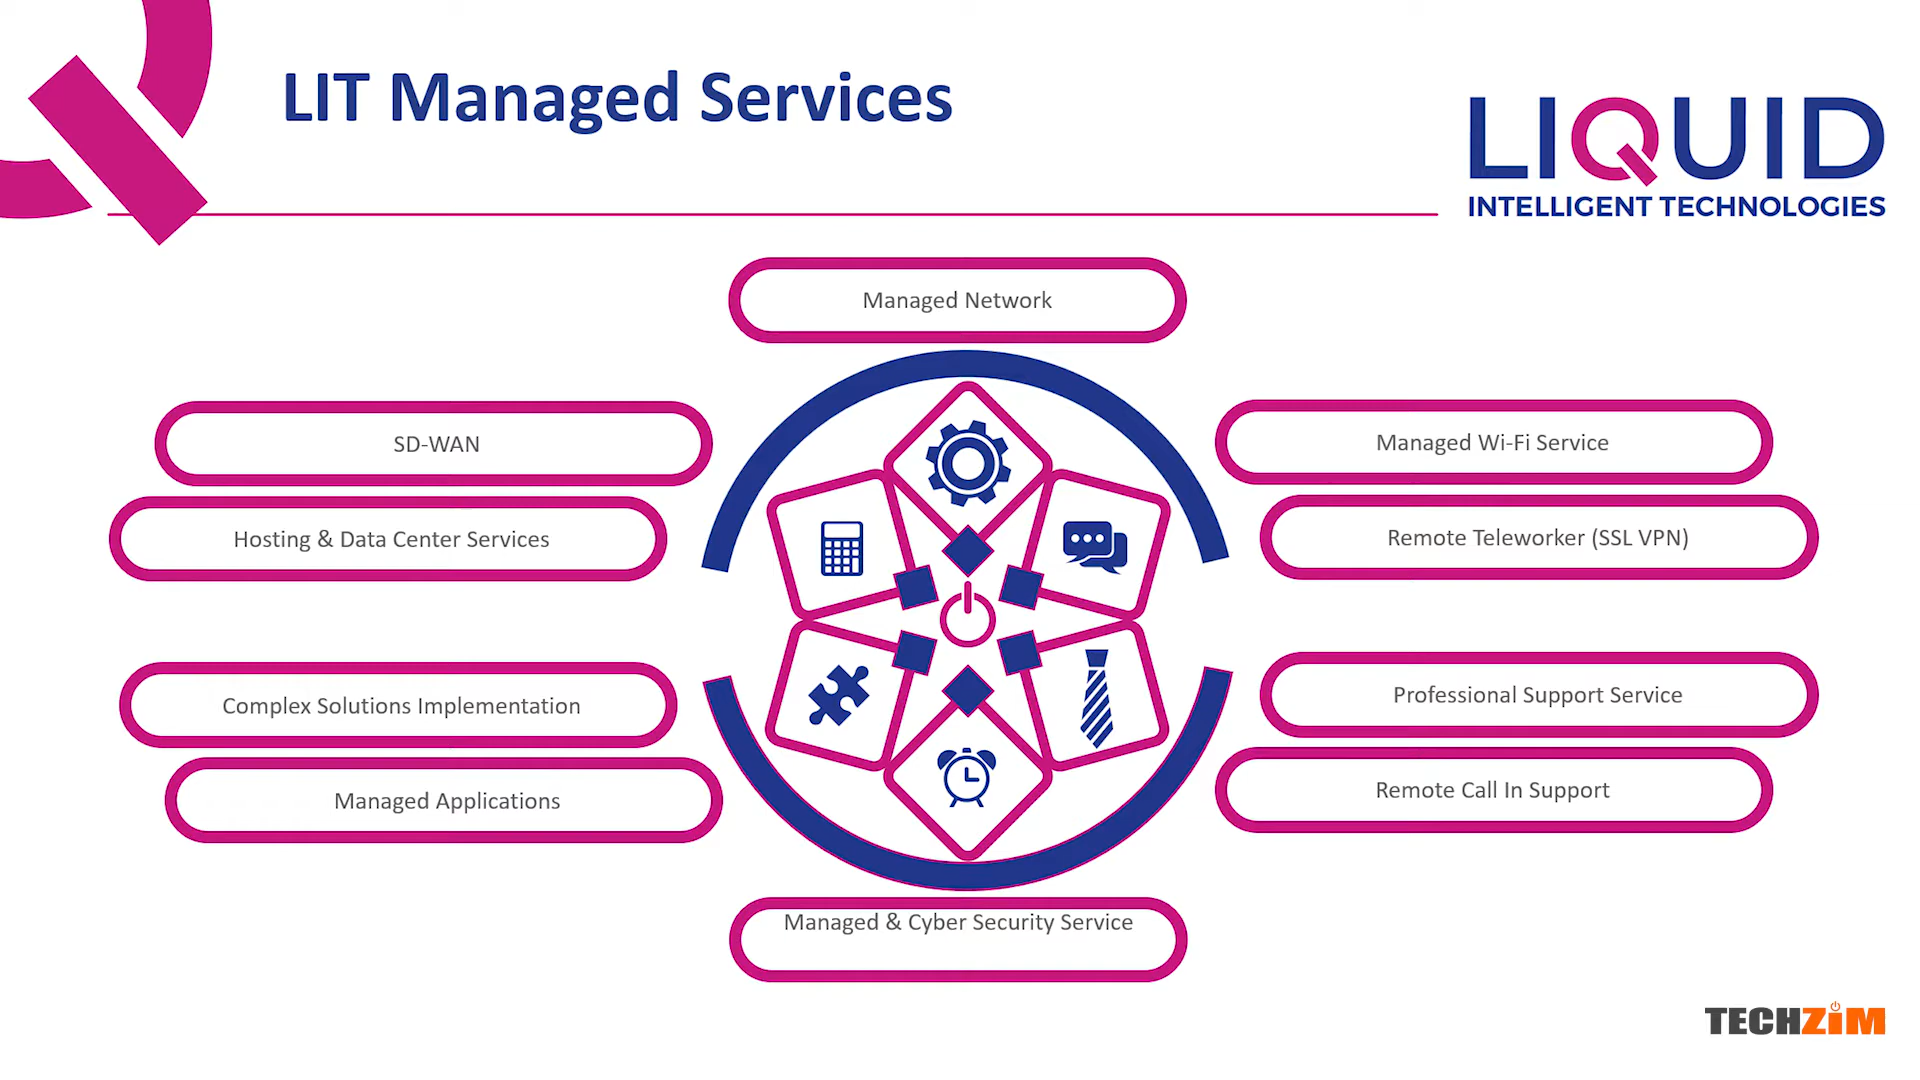 LIT Managed Services
LIQUID
INTELLIGENT TECHNOLOGIES
Managed Network
SD-WAN
Managed Wi-Fi Service
Hosting & Data Center Services
Remote Teleworker (SSL VPN)
Complex Solutions Implementation
Professional Support Service
Managed Applications
Remote Call In Support
Managed & Cyber Security Service
TECHZiM